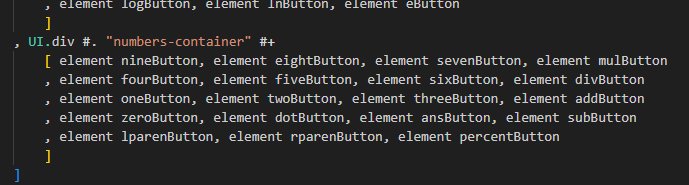 , element logButton, element lnButton, element eButton
]
, UI.div #. "numbers-container" #+
[ element nineButton, element eightButton, element sevenButton, element mulButton
, element fourButton, element fiveButton, element sixButton, element divButton
, element oneButton, element twoButton, element threeButton, element addButton
, element zeroButton, element dotButton, element ansButton, element subButton
, element lparenButton, element rparenButton, element percentButton
]
]